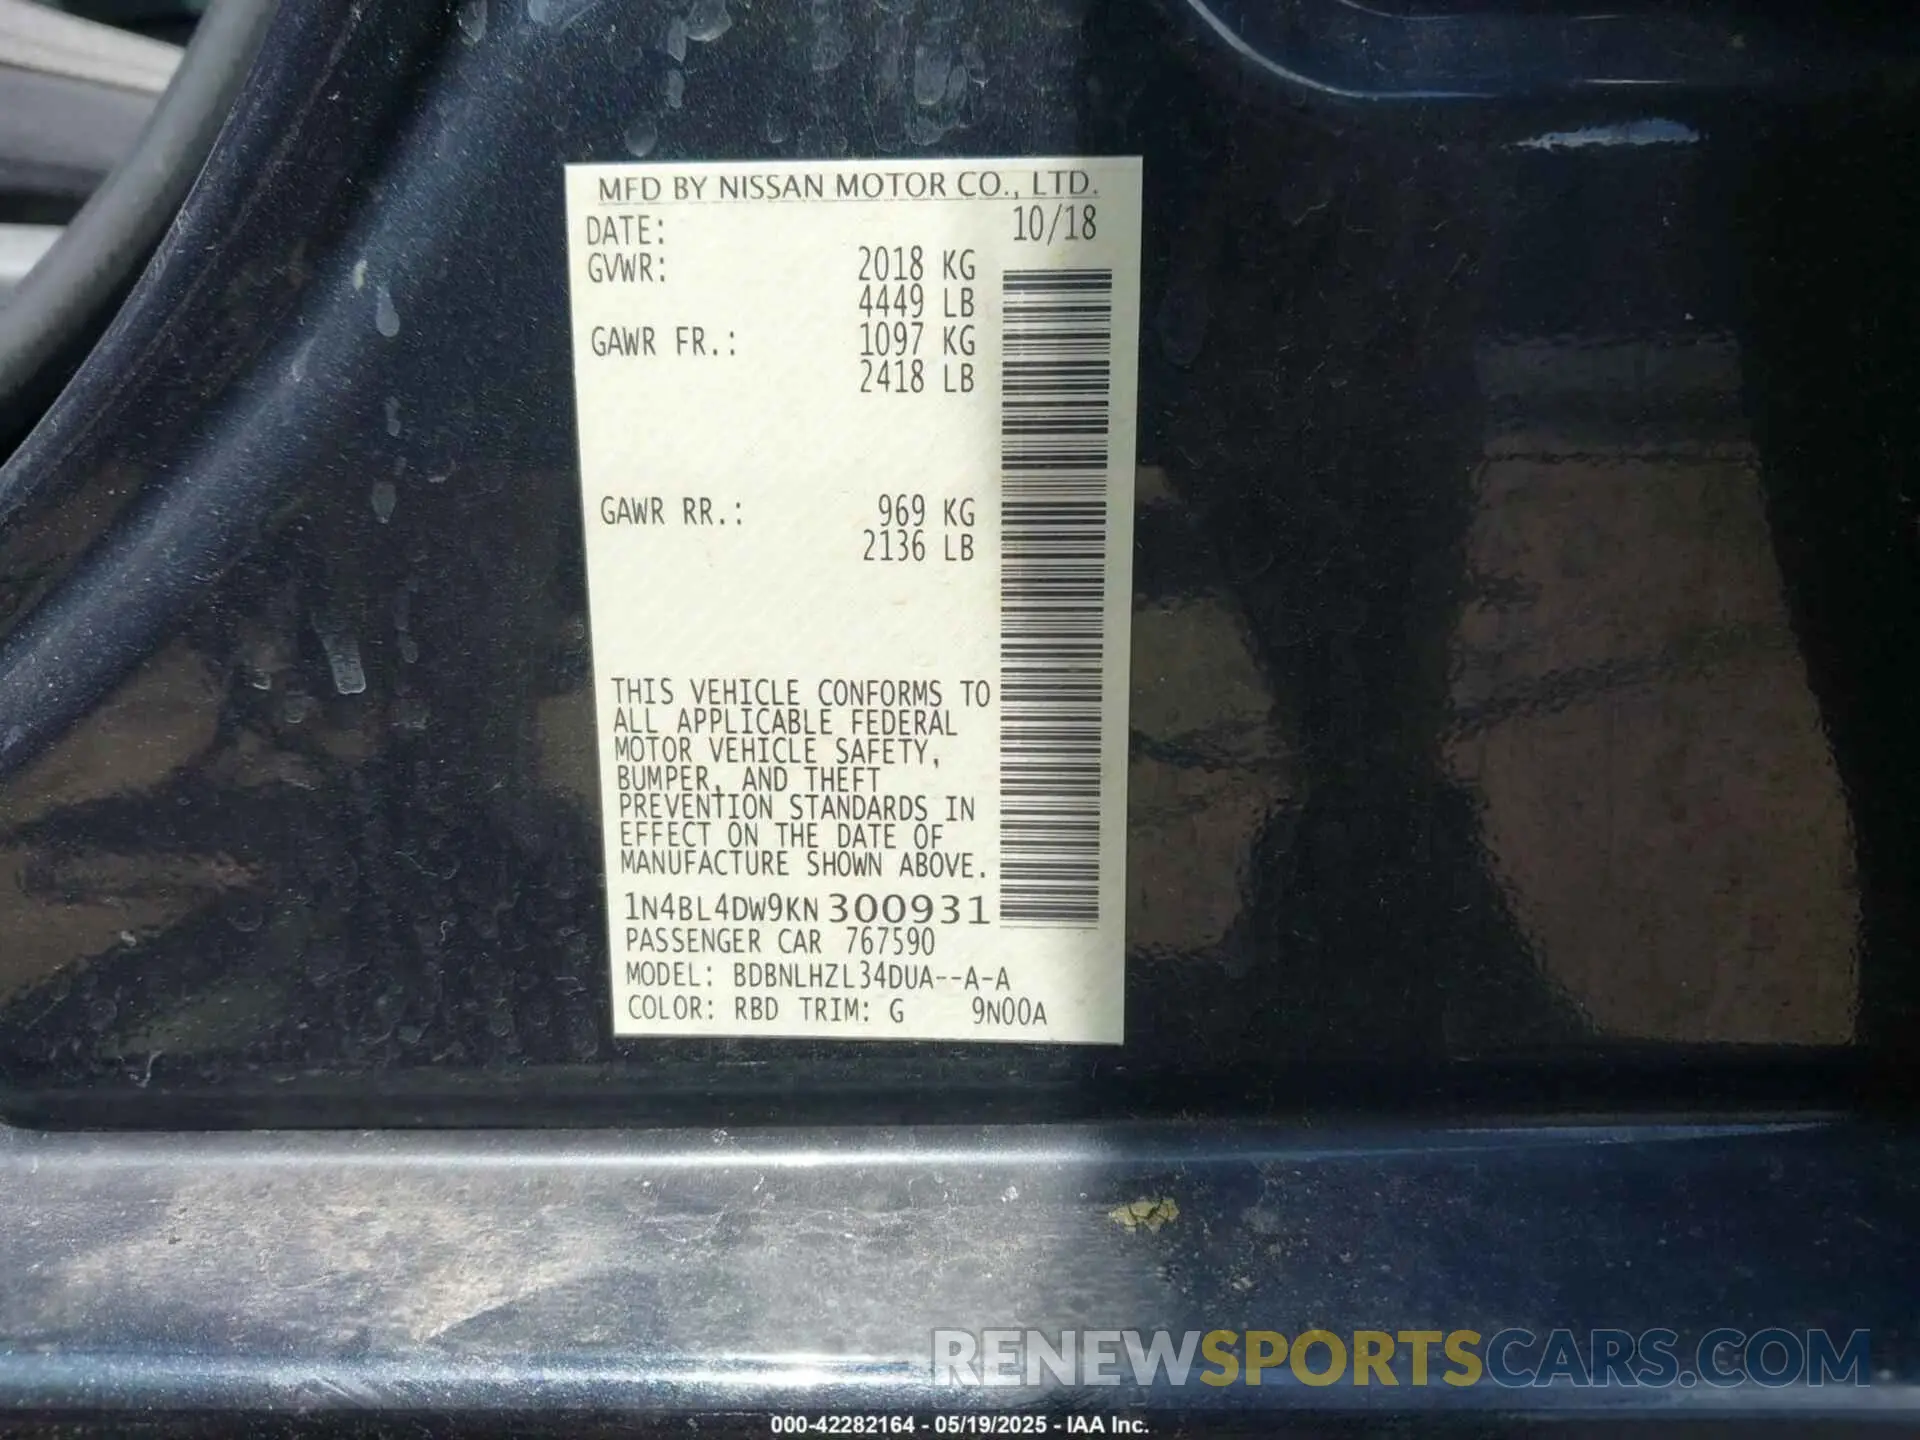 MFD BY NISSAN MOTOR CO., LTD.
DATE: 10/18
GVWR: 2018 KG
4449 LB
GAWR FR.: 1097 KG
2418 LB
GAWR RR.: 969 KG
2136 LB
THIS VEHICLE CONFORMS TO
ALL APPLICABLE FEDERAL
MOTOR VEHICLE SAFETY,
BUMPER, AND THEFT
PREVENTION STANDARDS IN
EFFECT ON THE DATE OF
MANUFACTURE SHOWN ABOVE.
1N4BL4DW9KN300931
PASSENGER CAR 767590
MODEL: BDBNLHZL34DUA--A-A
COLOR: RBD TRIM: G 9N00A
RENEWSPORTSCARS.COM
000-42282164 - 05/19/2025 - IAA Inc.